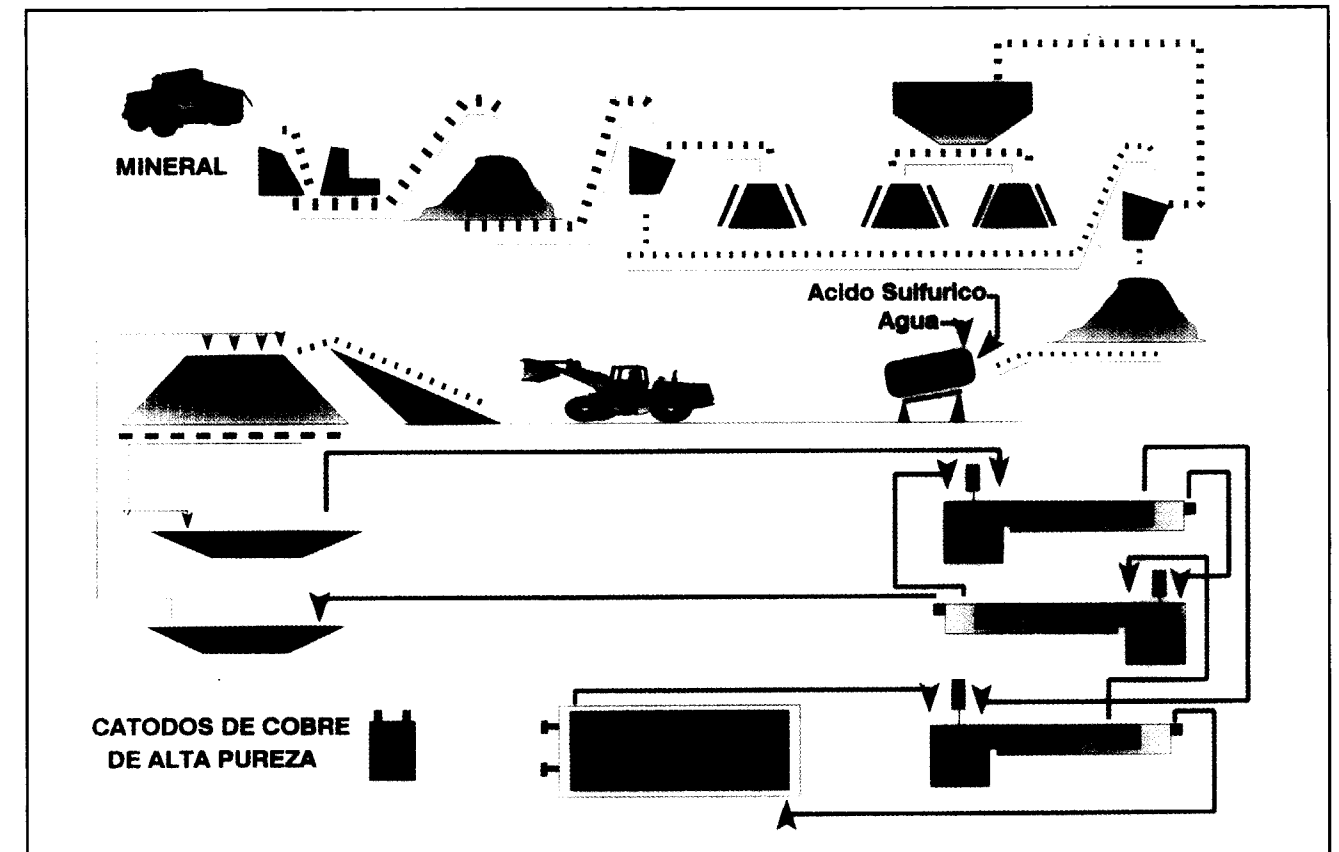 MINERAL
Acido Sulfurico
Agua
CATODOS DE COBRE
DE ALTA PUREZA